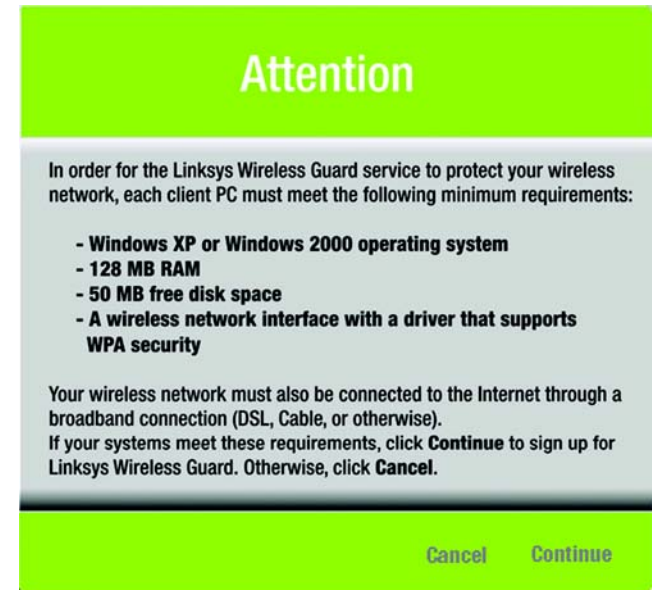 Attention
In order for the Linksys Wireless Guard service to protect your wireless
network, each client PC must meet the following minimum requirements:
- Windows XP or Windows 2000 operating system
- 128 MB RAM
- 50 MB free disk space
- A wireless network interface with a driver that supports
WPA security
Your wireless network must also be connected to the Internet through a
broadband connection (DSL, Cable, or otherwise).
If your systems meet these requirements, click Continue to sign up for
Linksys Wireless Guard. Otherwise, click Cancel.
Cancel Continue